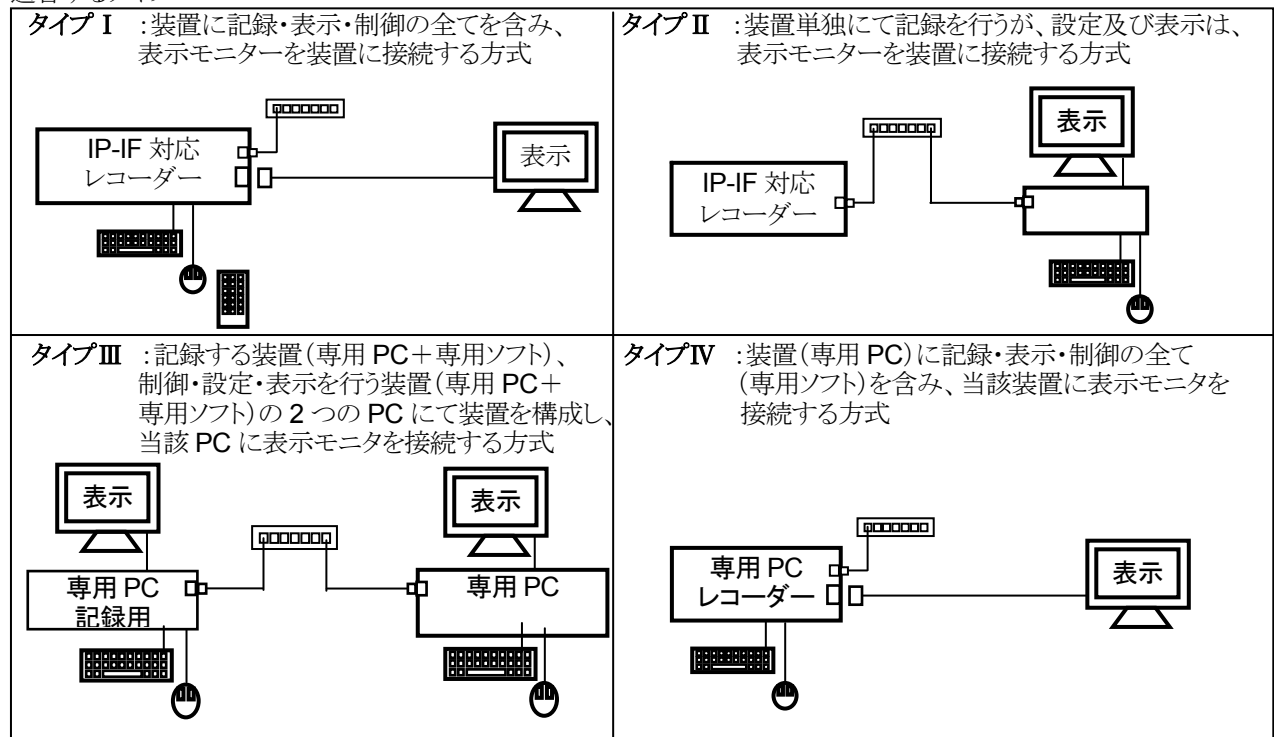 タイプⅠ ：装置に記録・表示・制御の全てを含み、
表示モニターを装置に接続する方式
IP-IF 対応
レコーダー
表示
タイプⅡ ：装置単独にて記録を行うが、設定及び表示は、
表示モニターを装置に接続する方式
IP-IF 対応
レコーダー
表示
タイプⅢ ：記録する装置（専用 PC＋専用ソフト）、
制御・設定・表示を行う装置（専用 PC＋
専用ソフト）の 2 つの PC にて装置を構成し、
当該 PC に表示モニタを接続する方式
表示
専用 PC
記録用
表示
専用 PC
タイプⅣ ：装置（専用 PC）に記録・表示・制御の全て
（専用ソフト）を含み、当該装置に表示モニタを
接続する方式
専用 PC
レコーダー
表示